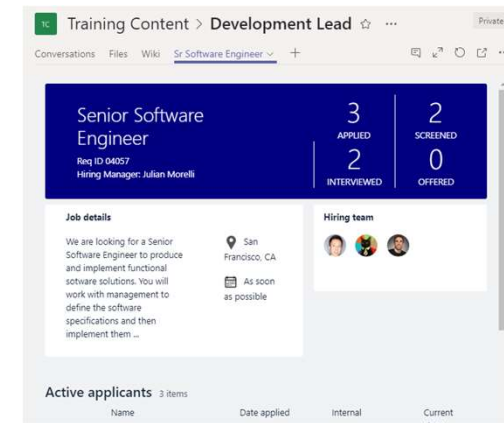 TC Training Content > Development Lead ☆ ...
Private
Conversations Files Wiki Sr Software Engineer +
Senior Software
Engineer
Req ID 04057
Hiring Manager: Julian Morelli
3
APPLIED
2
SCREENED
2
INTERVIEWED
0
OFFERED
Job details
We are looking for a Senior
Software Engineer to produce
and implement functional
sotware solutions. You will
work with management to
define the software
specifications and then
implement them ...
San
Francisco, CA
As soon
as possible
Hiring team
Active applicants 3 items
Name Date applied Internal Current